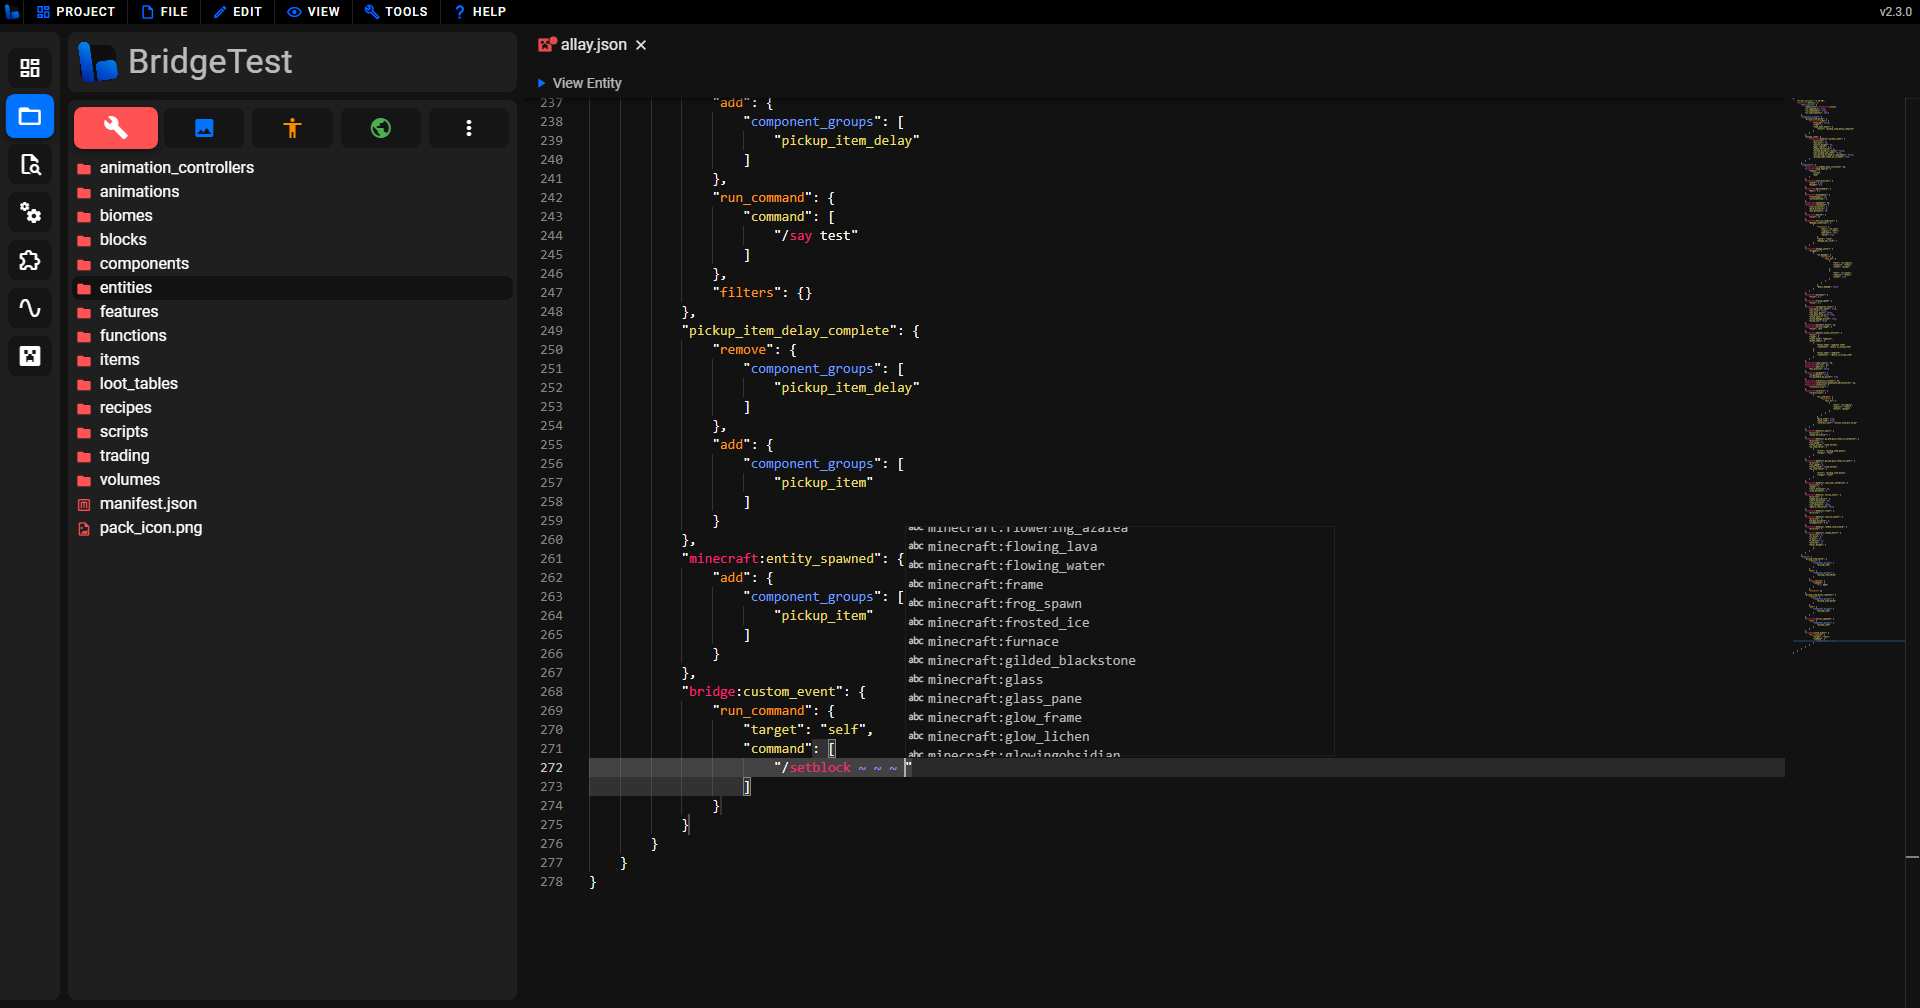 PROJECT FILE EDIT VIEW TOOLS HELP v2.3.0
BridgeTest
animation_controllers
animations
biomes
blocks
components
entities
features
functions
items
loot_tables
recipes
scripts
trading
volumes
manifest.json
pack_icon.png
allay.json
View Entity
237 "add": {
238 "component_groups": [
239 "pickup_item_delay"
240 ]
241 },
242 "run_command": {
243 "command": [
244 "/say test"
245 ]
246 },
247 "filters": {}
248 },
249 "pickup_item_delay_complete": {
250 "remove": {
251 "component_groups": [
252 "pickup_item_delay"
253 ]
254 },
255 "add": {
256 "component_groups": [
257 "pickup_item"
258 ]
259 }
260 },
261 "minecraft:entity_spawned": {
262 "add": {
263 "component_groups": [
264 "pickup_item"
265 ]
266 }
267 },
268 "bridge:custom_event": {
269 "run_command": {
270 "target": "self",
271 "command": [
272 "/setblock ~ ~ ~ "
273 ]
274 }
275 }
276 }
277 }
278 }
abc minecraft:flowering_azalea
abc minecraft:flowing_lava
abc minecraft:flowing_water
abc minecraft:frame
abc minecraft:frog_spawn
abc minecraft:frosted_ice
abc minecraft:furnace
abc minecraft:gilded_blackstone
abc minecraft:glass
abc minecraft:glass_pane
abc minecraft:glow_frame
abc minecraft:glow_lichen
abc minecraft:glowingobsidian